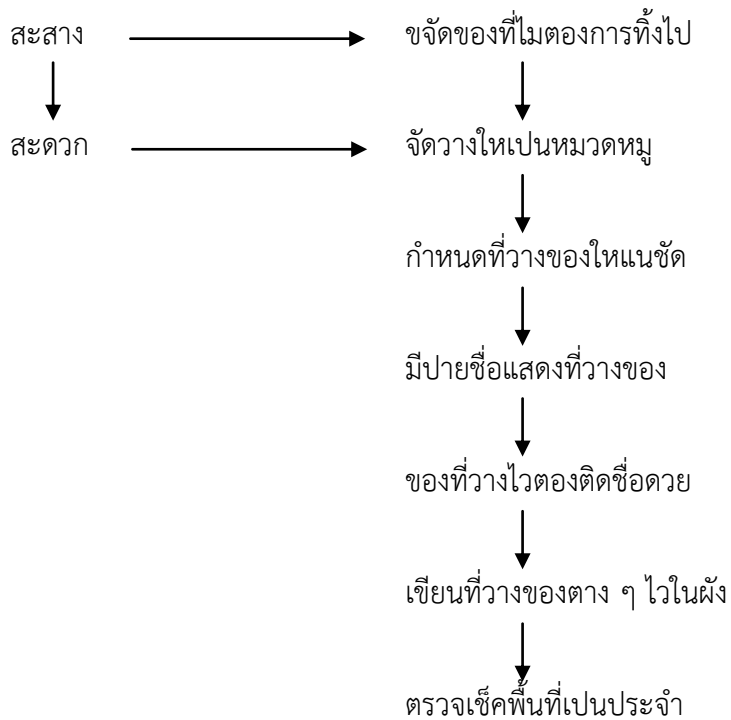 สะสาง ขจัดของที่ไมตองการทิ้งไป
สะดวก จัดวางใหเปนหมวดหมู
กำหนดที่วางของใหแนชัด
มีปายชื่อแสดงที่วางของ
ของที่วางไวตองติดชื่อดวย
เขียนที่วางของตาง ๆ ไวในผัง
ตรวจเช็คพื้นที่เปนประจำ